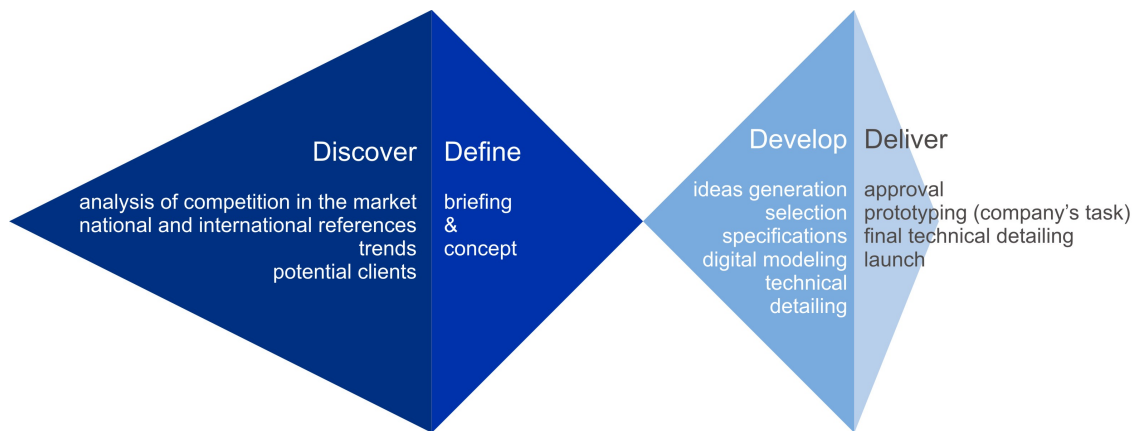 Discover
analysis of competition in the market
national and international references
trends
potential clients
Define
briefing
&
concept
Develop
ideas generation
selection
specifications
digital modeling
technical
detailing
Deliver
approval
prototyping (company's task)
final technical detailing
launch